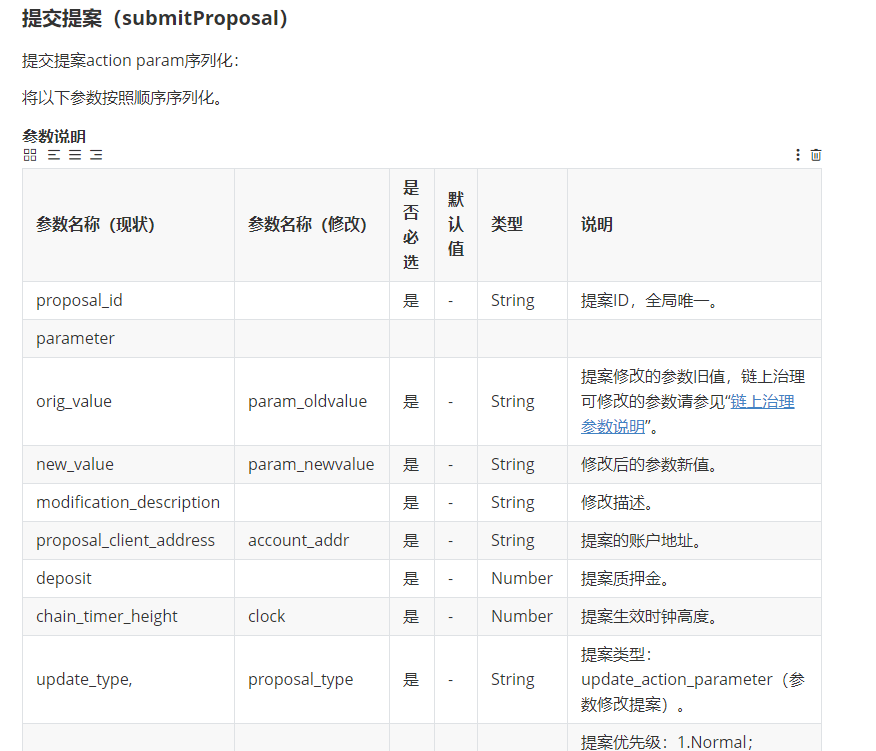 提交提案（submitProposal）
提交提案action param序列化：
将以下参数按照顺序序列化。
参数说明
参数名称（现状） 参数名称（修改） 是否必选 默认值 类型 说明
proposal_id 是 - String 提案ID，全局唯一。
parameter
orig_value param_oldvalue 是 - String 提案修改的参数旧值，链上治理
可修改的参数请参见“链上治理
参数说明”。
new_value param_newvalue 是 - String 修改后的参数新值。
modification_description 是 - String 修改描述。
proposal_client_address account_addr 是 - String 提案的账户地址。
deposit 是 - Number 提案质押金。
chain_timer_height clock 是 - Number 提案生效时钟高度。
update_type, proposal_type 是 - String 提案类型：
update_action_parameter（参
数修改提案）。
提案优先级：1.Normal；